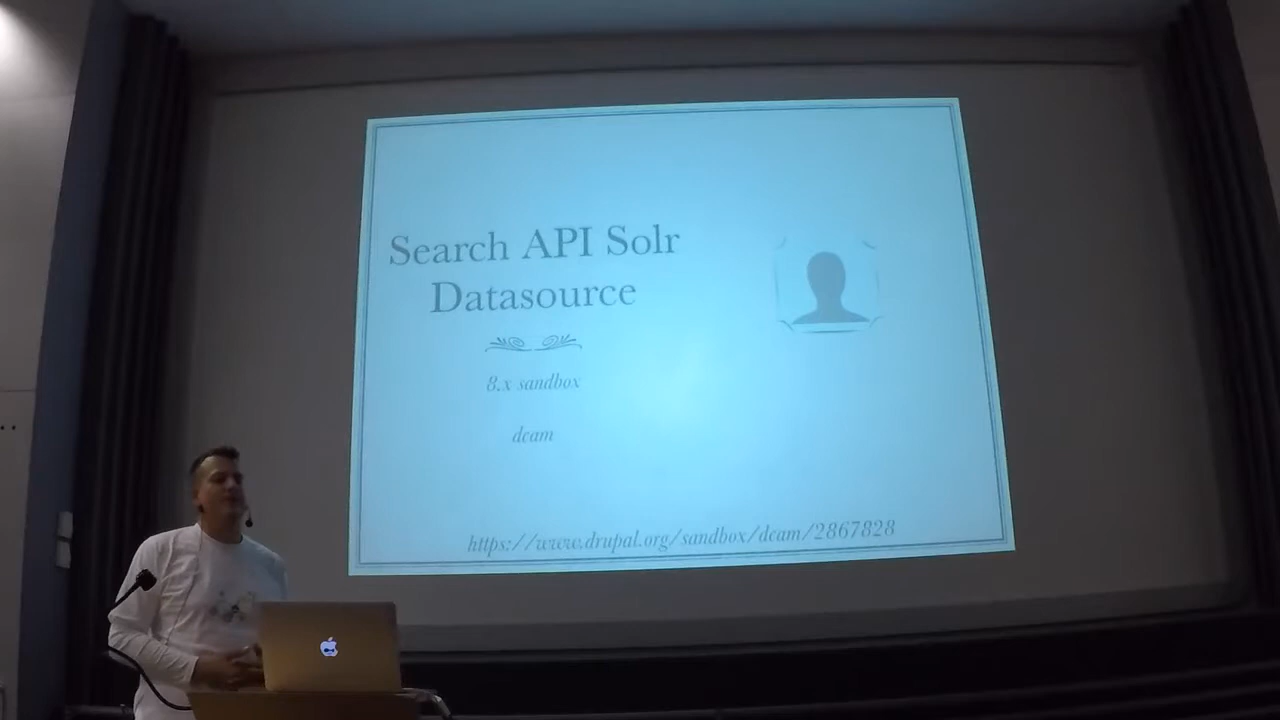 Search API Solr
Datasource
8.x sandbox
dcam
https://www.drupal.org/sandbox/dcam/2867828